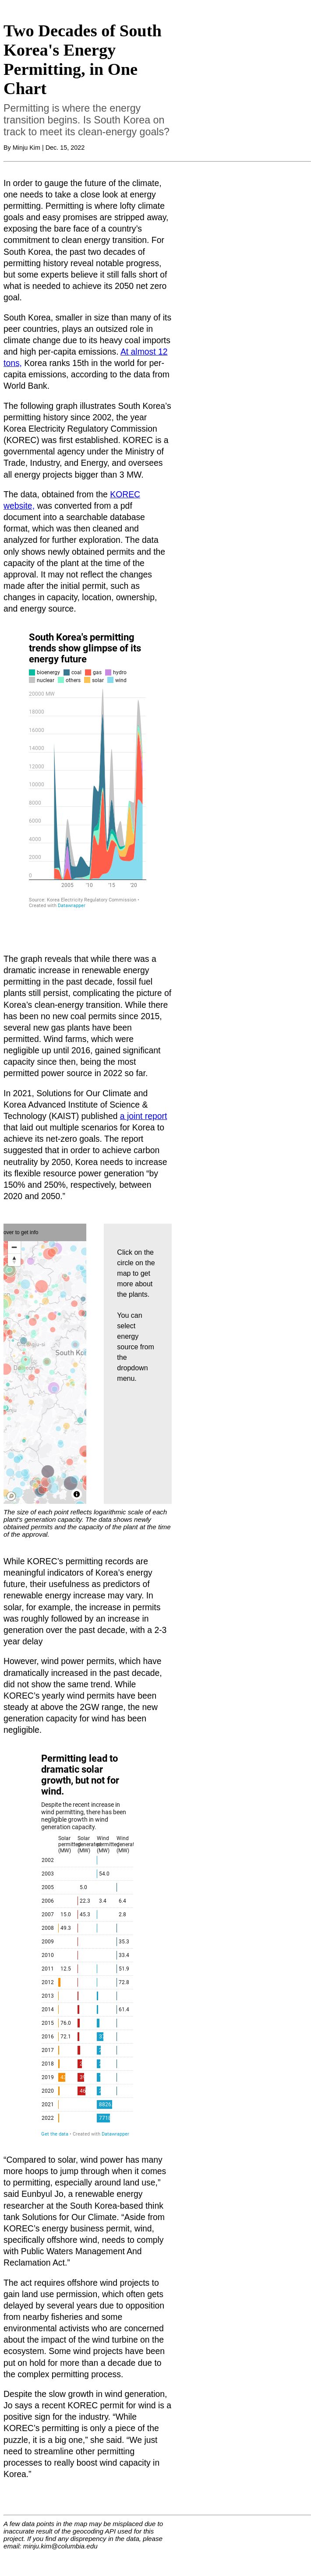 Two Decades of South
Korea's Energy
Permitting, in One
Chart
Permitting is where the energy
transition begins. Is South Korea on
track to meet its clean-energy goals?
By Minju Kim | Dec. 15, 2022
In order to gauge the future of the climate,
one needs to take a close look at energy
permitting. Permitting is where lofty climate
goals and easy promises are stripped away,
exposing the bare face of a country's
commitment to clean energy transition. For
South Korea, the past two decades of
permitting history reveal notable progress,
but some experts believe it still falls short of
what is needed to achieve its 2050 net zero
goal.
South Korea, smaller in size than many of its
peer countries, plays an outsized role in
climate change due to its heavy coal imports
and high per-capita emissions. At almost 12
tons, Korea ranks 15th in the world for per-
capita emissions, according to the data from
World Bank.
The following graph illustrates South Korea's
permitting history since 2002, the year
Korea Electricity Regulatory Commission
(KOREC) was first established. KOREC is a
governmental agency under the Ministry of
Trade, Industry, and Energy, and oversees
all energy projects bigger than 3 MW.
The data, obtained from the KOREC
website, was converted from a pdf
document into a searchable database
format, which was then cleaned and
analyzed for further exploration. The data
only shows newly obtained permits and the
capacity of the plant at the time of the
approval. It may not reflect the changes
made after the initial permit, such as
changes in capacity, location, ownership,
and energy source.
South Korea's permitting
trends show glimpse of its
energy future
bioenergy coal gas hydro
nuclear others solar wind
20000 MW
18000
16000
14000
12000
10000
8000
6000
4000
2000
0
2005 '10 '15 '20
Source: Korea Electricity Regulatory Commission •
Created with Datawrapper
The graph reveals that while there was a
dramatic increase in renewable energy
permitting in the past decade, fossil fuel
plants still persist, complicating the picture of
Korea's clean-energy transition. While there
has been no new coal permits since 2015,
several new gas plants have been
permitted. Wind farms, which were
negligible up until 2016, gained significant
capacity since then, being the most
permitted power source in 2022 so far.
In 2021, Solutions for Our Climate and
Korea Advanced Institute of Science &
Technology (KAIST) published a joint report
that laid out multiple scenarios for Korea to
achieve its net-zero goals. The report
suggested that in order to achieve carbon
neutrality by 2050, Korea needs to increase
its flexible resource power generation “by
150% and 250%, respectively, between
2020 and 2050.”
over to get info
South Kor
Click on the
circle on the
map to get
more about
the plants.
You can
select
energy
source from
the
dropdown
menu.
The size of each point reflects logarithmic scale of each
plant's generation capacity. The data shows newly
obtained permits and the capacity of the plant at the time
of the approval.
While KOREC's permitting records are
meaningful indicators of Korea's energy
future, their usefulness as predictors of
renewable energy increase may vary. In
solar, for example, the increase in permits
was roughly followed by an increase in
generation over the past decade, with a 2-3
year delay
However, wind power permits, which have
dramatically increased in the past decade,
did not show the same trend. While
KOREC's yearly wind permits have been
steady at above the 2GW range, the new
generation capacity for wind has been
negligible.
Permitting lead to
dramatic solar
growth, but not for
wind.
Despite the recent increase in
wind permitting, there has been
negligible growth in wind
generation capacity.
Solar Solar Wind Wind
permitted generated permitted generat
(MW) (MW) (MW) (MW)
2002
2003 54.0
2005 5.0
2006 22.3 3.4 6.4
2007 15.0 45.3 2.8
2008 49.3
2009 35.3
2010 33.4
2011 12.5 51.9
2012 72.8
2013
2014 61.4
2015 76.0
2016 72.1
2017
2018
2019
2020
2021 8826
2022 7718
Get the data • Created with Datawrapper
“Compared to solar, wind power has many
more hoops to jump through when it comes
to permitting, especially around land use,”
said Eunbyul Jo, a renewable energy
researcher at the South Korea-based think
tank Solutions for Our Climate. “Aside from
KOREC's energy business permit, wind,
specifically offshore wind, needs to comply
with Public Waters Management And
Reclamation Act.”
The act requires offshore wind projects to
gain land use permission, which often gets
delayed by several years due to opposition
from nearby fisheries and some
environmental activists who are concerned
about the impact of the wind turbine on the
ecosystem. Some wind projects have been
put on hold for more than a decade due to
the complex permitting process.
Despite the slow growth in wind generation,
Jo says a recent KOREC permit for wind is a
positive sign for the industry. “While
KOREC's permitting is only a piece of the
puzzle, it is a big one,” she said. “We just
need to streamline other permitting
processes to really boost wind capacity in
Korea.”
A few data points in the map may be misplaced due to
inaccurate result of the geocoding API used for this
project. If you find any disprepency in the data, please
email: minju.kim@columbia.edu